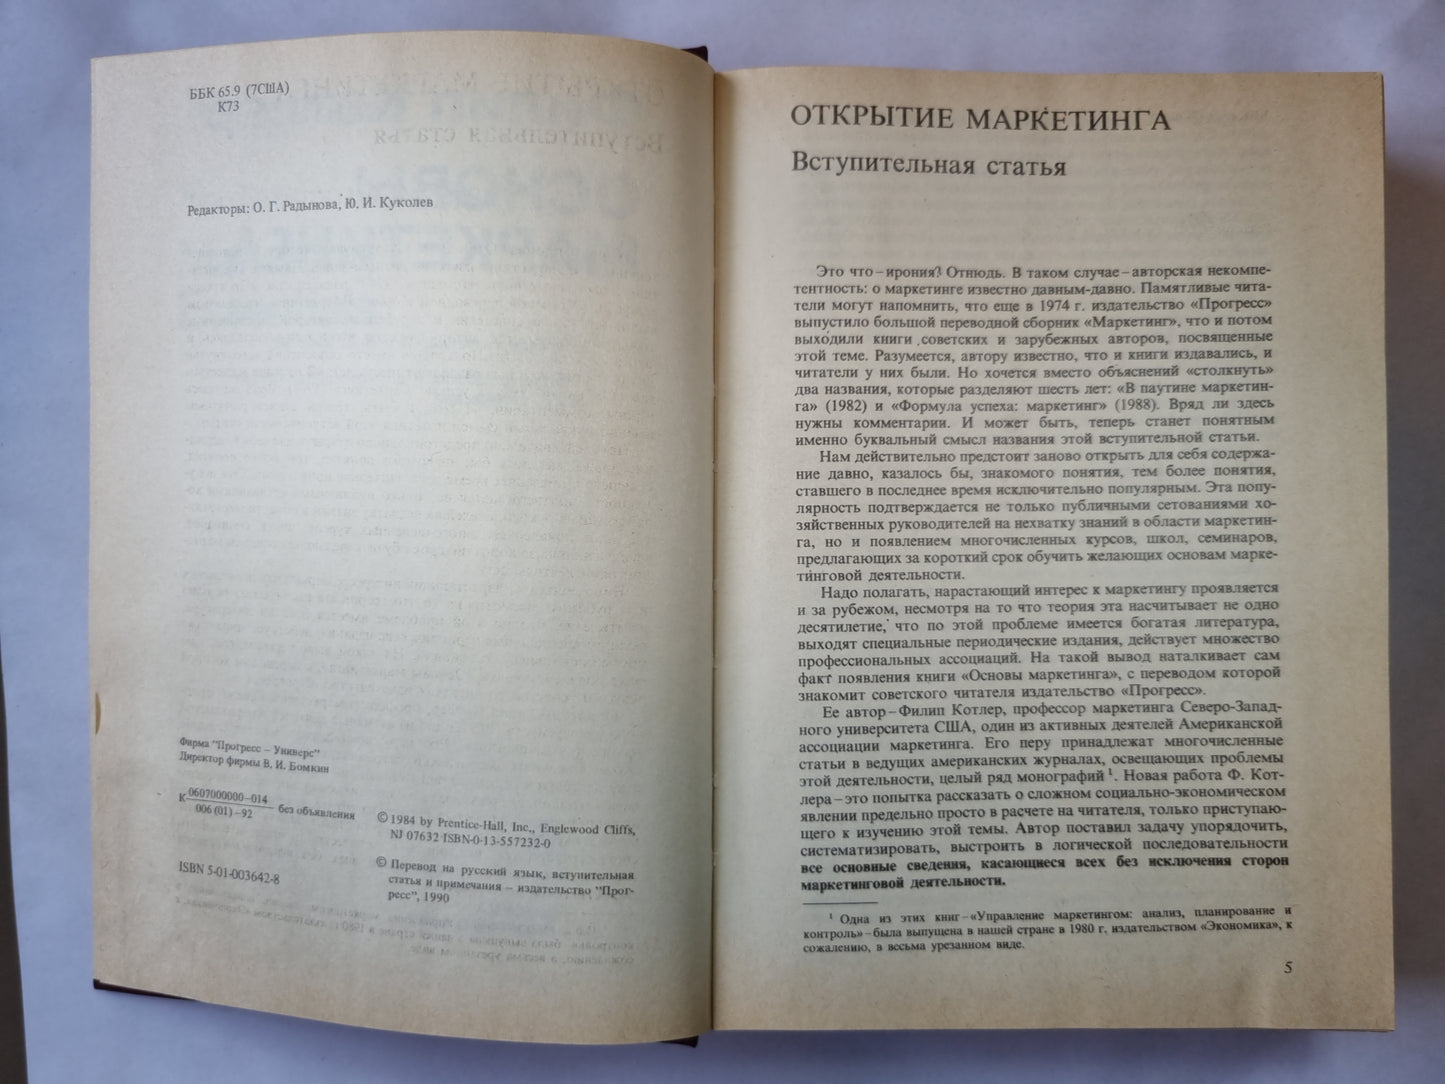 ББК 65.9 (7США)
К73
Редакторы: О. Г. Радынова, Ю. И. Куколев
Фирма "Прогресс – Универс"
Директор фирмы В. И. Бомкин
К 0607000000–014
006 (01) –92
без объявления
ISBN 5-01-003642-8
© 1984 by Prentice-Hall, Inc., Englewood Cliffs,
NJ 07632 ISBN-0-13-557232-0
© Перевод на русский язык, вступительная
статья и примечания – издательство "Прог-
ресс", 1990
ОТКРЫТИЕ МАРКЕТИНГА
Вступительная статья
Это что – ирония? Отнюдь. В таком случае – авторская некомпе-
тентность: о маркетинге известно давным-давно. Памятливые чита-
тели могут напомнить, что еще в 1974 г. издательство «Прогресс»
выпустило большой переводной сборник «Маркетинг», что и потом
выходили книги советских и зарубежных авторов, посвященные
этой теме. Разумеется, автору известно, что и книги издавались, и
читатели у них были. Но хочется вместо объяснений «столкнуть»
два названия, которые разделяют шесть лет: «В паутине маркетин-
га» (1982) и «Формула успеха: маркетинг» (1988). Вряд ли здесь
нужны комментарии. И может быть, теперь станет понятным
именно буквальный смысл названия этой вступительной статьи.
Нам действительно предстоит заново открыть для себя содержа-
ние давно, казалось бы, знакомого понятия, тем более понятия,
ставшего в последнее время исключительно популярным. Эта попу-
лярность подтверждается не только публичными сетованиями хо-
зяйственных руководителей на нехватку знаний в области маркетин-
га, но и появлением многочисленных курсов, школ, семинаров,
предлагающих за короткий срок обучить желающих основам марке-
тинговой деятельности.
Надо полагать, нарастающий интерес к маркетингу проявляется
и за рубежом, несмотря на то что теория эта насчитывает не одно
десятилетие, что по этой проблеме имеется богатая литература,
выходят специальные периодические издания, действует множество
профессиональных ассоциаций. На такой вывод наталкивает сам
факт появления книги «Основы маркетинга», с переводом которой
знакомит советского читателя издательство «Прогресс».
Ее автор – Филип Котлер, профессор маркетинга Северо-Запад-
ного университета США, один из активных деятелей Американской
ассоциации маркетинга. Его перу принадлежат многочисленные
статьи в ведущих американских журналах, освещающих проблемы
этой деятельности, целый ряд монографий ¹. Новая работа Ф. Кот-
лера – это попытка рассказать о сложном социально-экономическом
явлении предельно просто в расчете на читателя, только приступаю-
щего к изучению этой темы. Автор поставил задачу упорядочить,
систематизировать, выстроить в логической последовательности
все основные сведения, касающиеся всех без исключения сторон
маркетинговой деятельности.
¹ Одна из этих книг – «Управление маркетингом: анализ, планирование и
контроль» – была выпущена в нашей стране в 1980 г. издательством «Экономика», к
сожалению, в весьма урезанном виде.
5